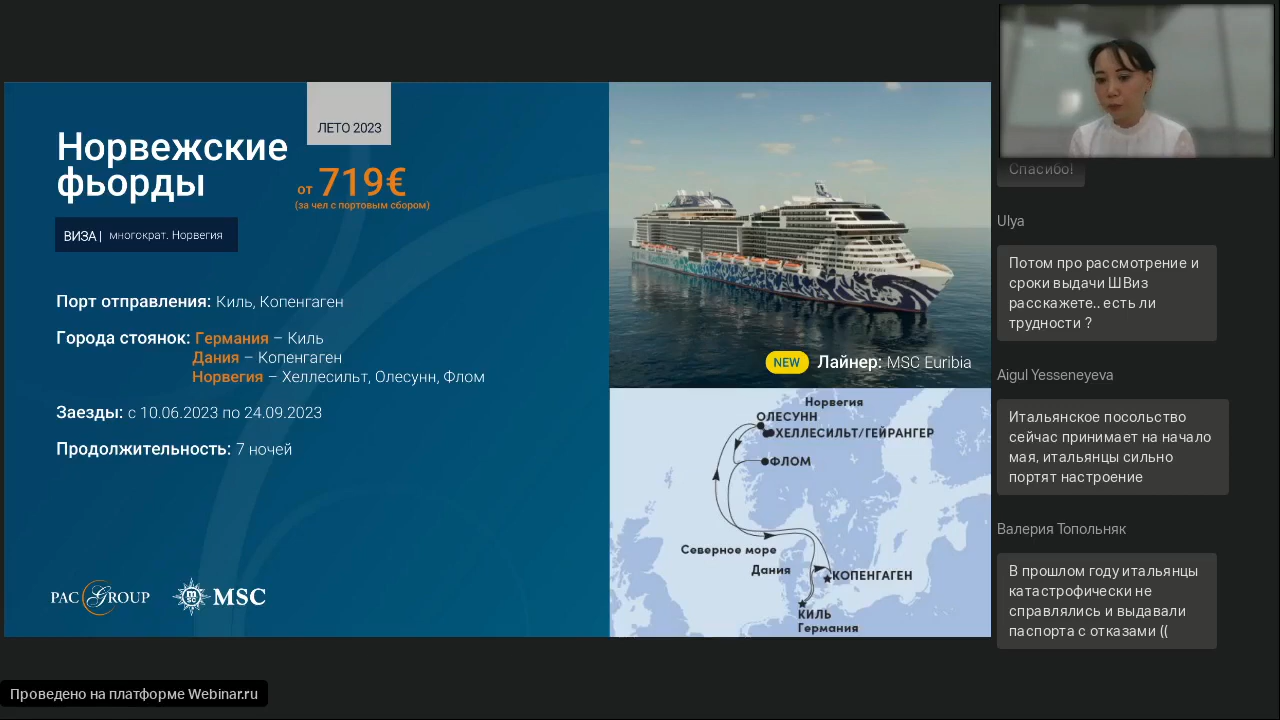 ЛЕТО 2023
Норвежские
фьорды
от 719€
(за чел с портовым сбором)
ВИЗА | многократ. Норвегия
Порт отправления: Киль, Копенгаген
Города стоянок: Германия – Киль
Дания – Копенгаген
Норвегия – Хеллесильт, Олесунн, Флом
Заезды: с 10.06.2023 по 24.09.2023
Продолжительность: 7 ночей
PAC GROUP
MSC
NEW Лайнер: MSC Euribia
Норвегия
ОЛЕСУНН
ХЕЛЛЕСИЛЬТ/ГЕЙРАНГЕР
ФЛОМ
Северное море
Дания
КОПЕНГАГЕН
КИЛЬ
Германия
Спасибо!
Ulya
Потом про рассмотрение и
сроки выдачи ШВиз
расскажете.. есть ли
трудности ?
Aigul Yesseneyeva
Итальянское посольство
сейчас принимает на начало
мая, итальянцы сильно
портят настроение
Валерия Топольняк
В прошлом году итальянцы
катастрофически не
справлялись и выдавали
паспорта с отказами ((
Проведено на платформе Webinar.ru